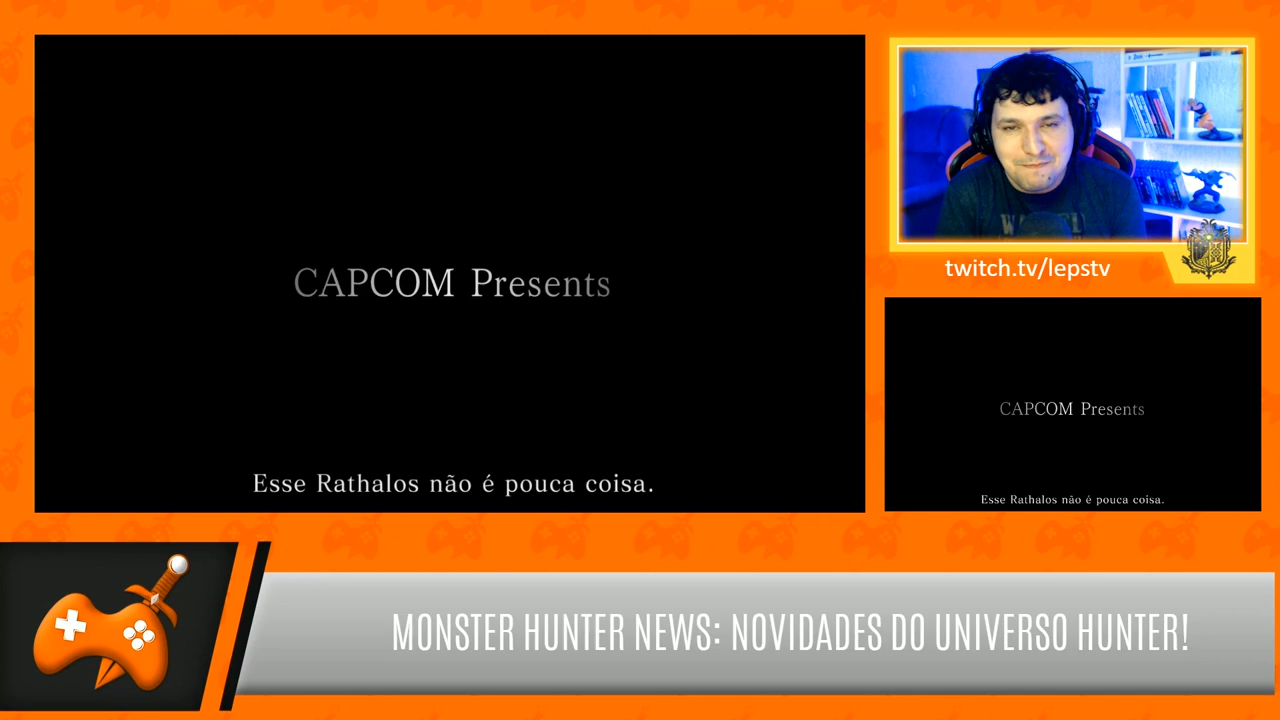 CAPCOM Presents
Esse Rathalos não é pouca coisa.
twitch.tv/lepstv
CAPCOM Presents
Esse Rathalos não é pouca coisa.
MONSTER HUNTER NEWS: NOVIDADES DO UNIVERSO HUNTER!